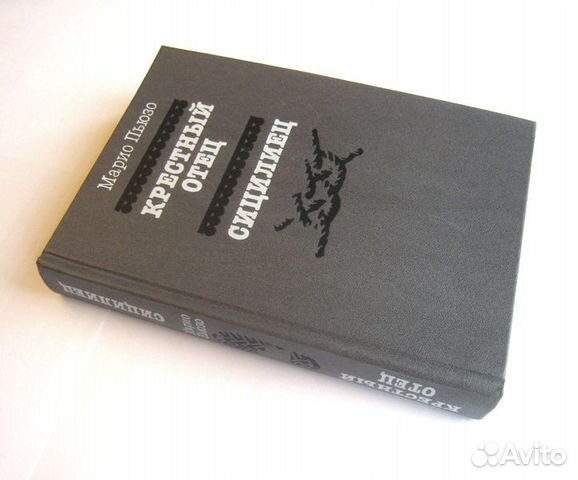 Марио Пьюзо
КРЕСТНЫЙ
ОТЕЦ
СИЦИЛИЕЦ
СИЦИЛИЕЦ
МАРИО
ПЬЮЗО
КРЕСТНЫЙ
ОТЕЦ
Avito